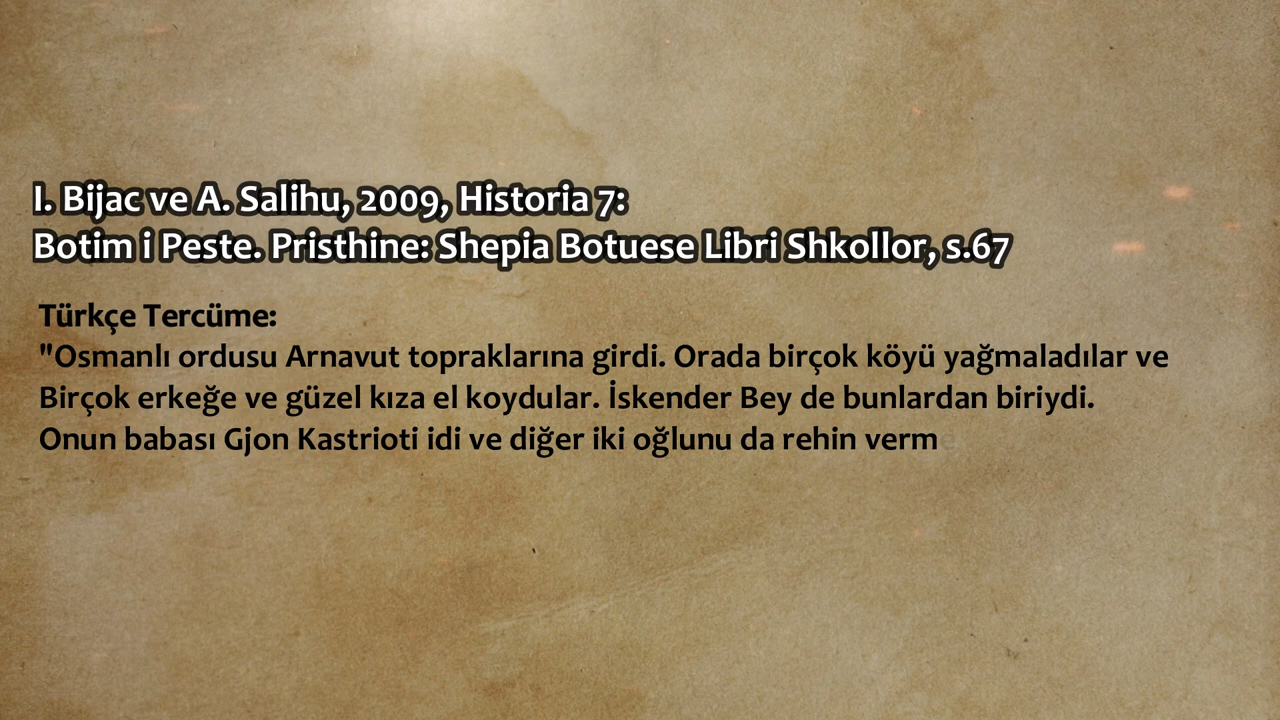 I. Bijac ve A. Salihu, 2009, Historia 7:
Botim i Peste. Pristhine: Shepia Botuese Libri Shkollor, s.67
Türkçe Tercüme:
"Osmanlı ordusu Arnavut topraklarına girdi. Orada birçok köyü yağmaladılar ve
Birçok erkeğe ve güzel kıza el koydular. İskender Bey de bunlardan biriydi.
Onun babası Gjon Kastrioti idi ve diğer iki oğlunu da rehin verme